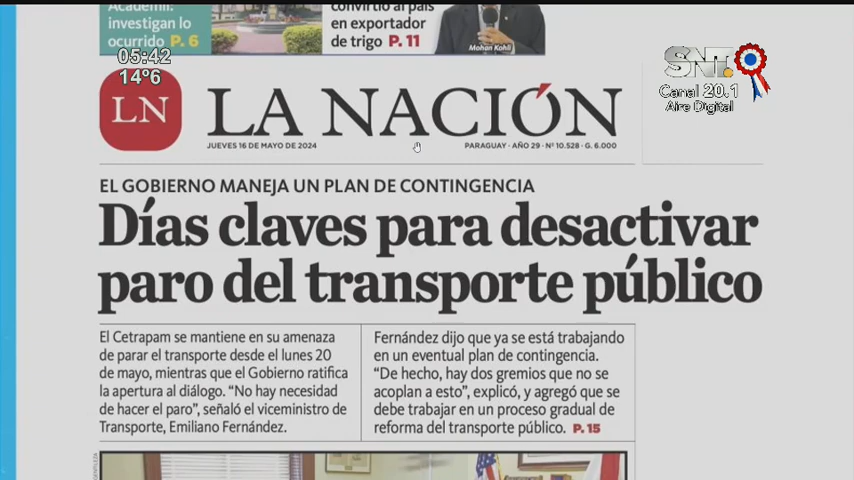 Academil:
investigan lo
ocurrido P. 6
convirtió al país
en exportador
de trigo P. 11
Mohan Kohli
05:42
14°6
SNT.
Canal 20.1
Aire Digital
LN
LA NACIÓN
JUEVES 16 DE MAYO DE 2024
PARAGUAY · AÑO 29 · Nº 10.528 · G. 6.000
EL GOBIERNO MANEJA UN PLAN DE CONTINGENCIA
Días claves para desactivar
paro del transporte público
El Cetrapam se mantiene en su amenaza
de parar el transporte desde el lunes 20
de mayo, mientras que el Gobierno ratifica
la apertura al diálogo. “No hay necesidad
de hacer el paro”, señaló el viceministro de
Transporte, Emiliano Fernández.
Fernández dijo que ya se está trabajando
en un eventual plan de contingencia.
“De hecho, hay dos gremios que no se
acoplan a esto”, explicó, y agregó que se
debe trabajar en un proceso gradual de
reforma del transporte público. P. 15
GENTILEZA